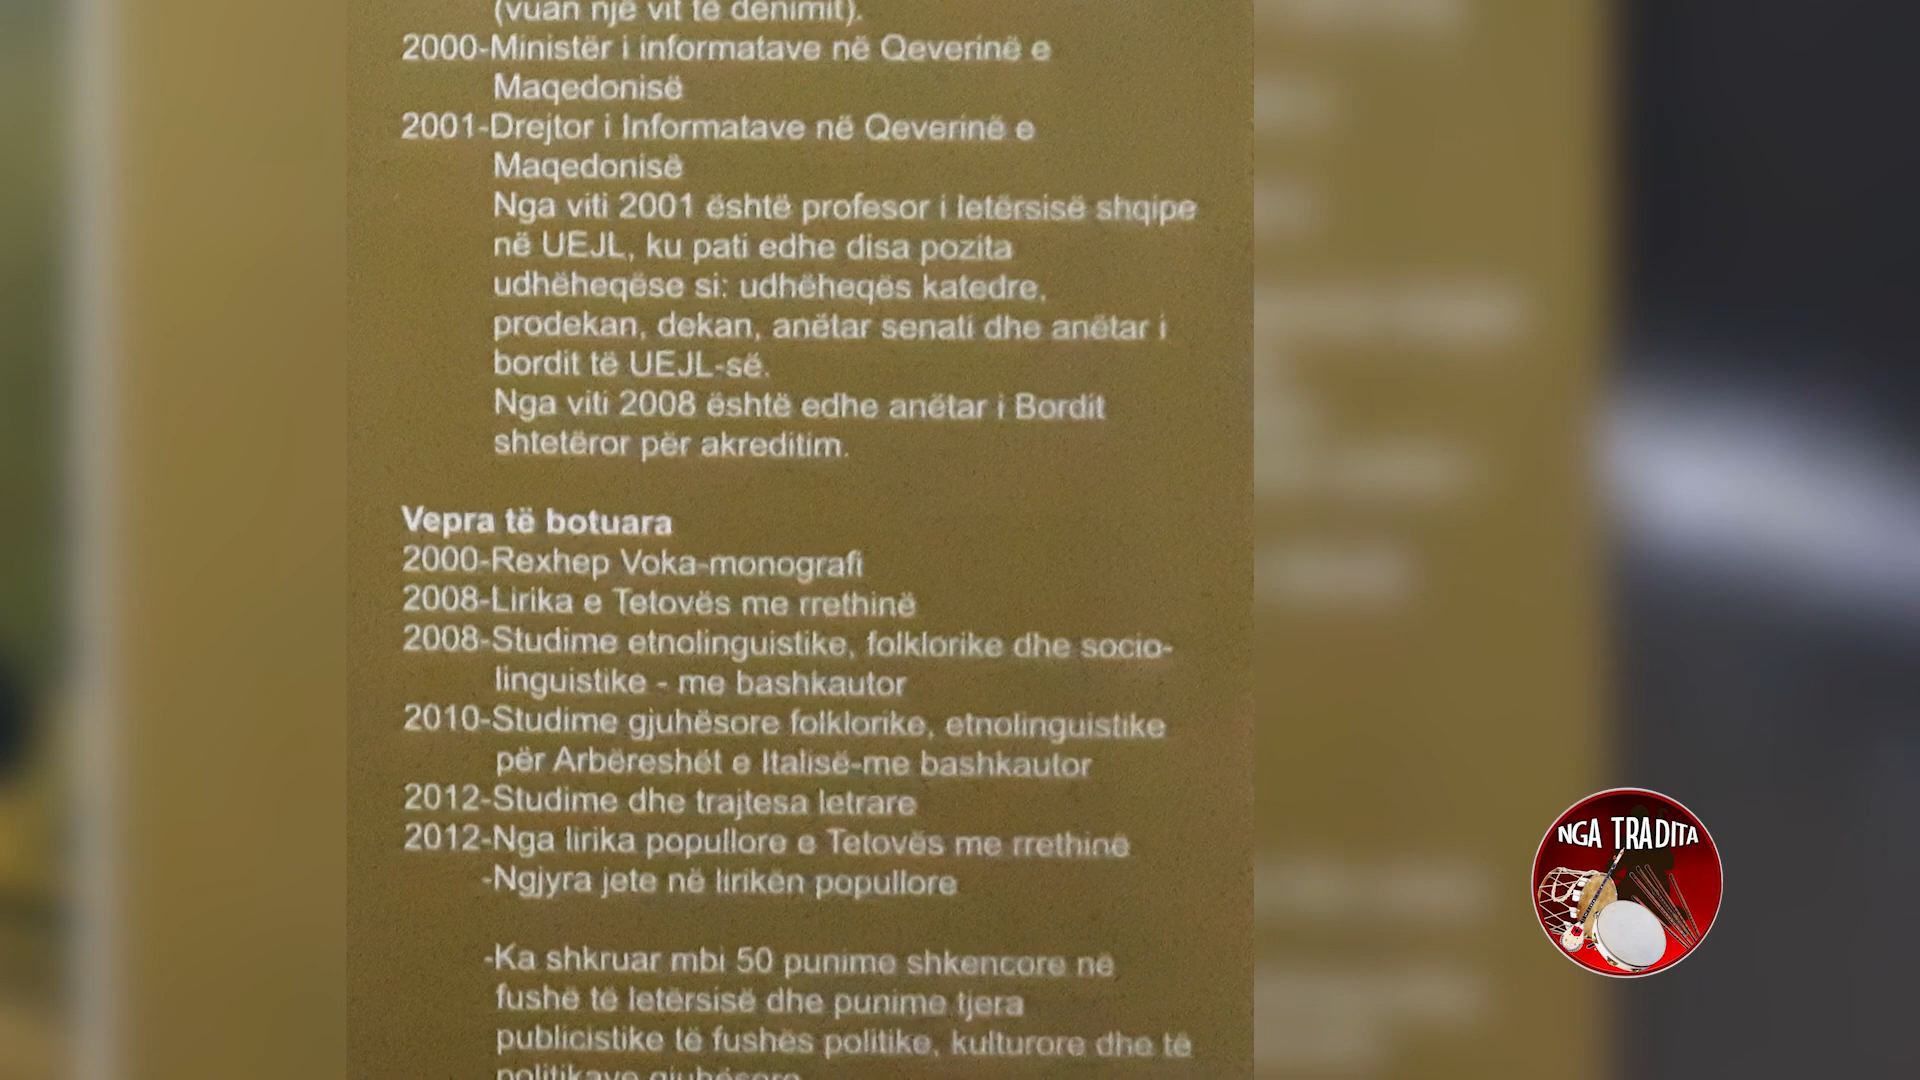 (vuan një vit të dënimit).
2000-Ministër i informatave në Qeverinë e
Maqedonisë
2001-Drejtor i Informatave në Qeverinë e
Maqedonisë
Nga viti 2001 është profesor i letërsisë shqipe
në UEJL, ku pati edhe disa pozita
udhëheqëse si: udhëheqës katedre,
prodekan, dekan, anëtar senati dhe anëtar i
bordit të UEJL-së.
Nga viti 2008 është edhe anëtar i Bordit
shtetëror për akreditim.
Vepra të botuara
2000-Rexhep Voka-monografi
2008-Lirika e Tetovës me rrethinë
2008-Studime etnolinguistike, folklorike dhe socio-
linguistike - me bashkautor
2010-Studime gjuhësore folklorike, etnolinguistike
për Arbëreshët e Italisë-me bashkautor
2012-Studime dhe trajtesa letrare
2012-Nga lirika popullore e Tetovës me rrethinë
-Ngjyra jete në lirikën popullore
-Ka shkruar mbi 50 punime shkencore në
fushë të letërsisë dhe punime tjera
publicistike të fushës politike, kulturore dhe të
politikave gjuhësore
NGA TRADITA